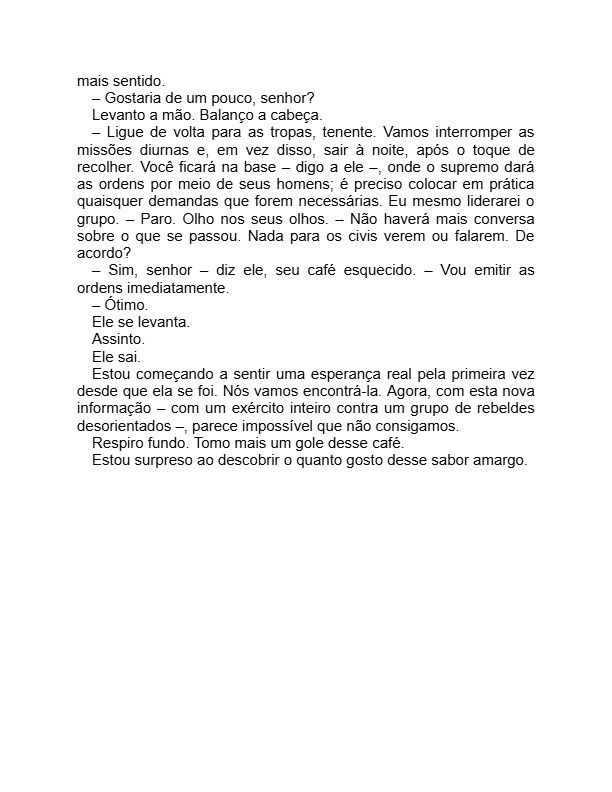 mais sentido.
– Gostaria de um pouco, senhor?
Levanto a mão. Balanço a cabeça.
– Ligue de volta para as tropas, tenente. Vamos interromper as
missões diurnas e, em vez disso, sair à noite, após o toque de
recolher. Você ficará na base – digo a ele –, onde o supremo dará
as ordens por meio de seus homens; é preciso colocar em prática
quaisquer demandas que forem necessárias. Eu mesmo liderarei o
grupo. – Paro. Olho nos seus olhos. – Não haverá mais conversa
sobre o que se passou. Nada para os civis verem ou falarem. De
acordo?
– Sim, senhor – diz ele, seu café esquecido. – Vou emitir as
ordens imediatamente.
– Ótimo.
Ele se levanta.
Assinto.
Ele sai.
Estou começando a sentir uma esperança real pela primeira vez
desde que ela se foi. Nós vamos encontrá-la. Agora, com esta nova
informação – com um exército inteiro contra um grupo de rebeldes
desorientados –, parece impossível que não consigamos.
Respiro fundo. Tomo mais um gole desse café.
Estou surpreso ao descobrir o quanto gosto desse sabor amargo.